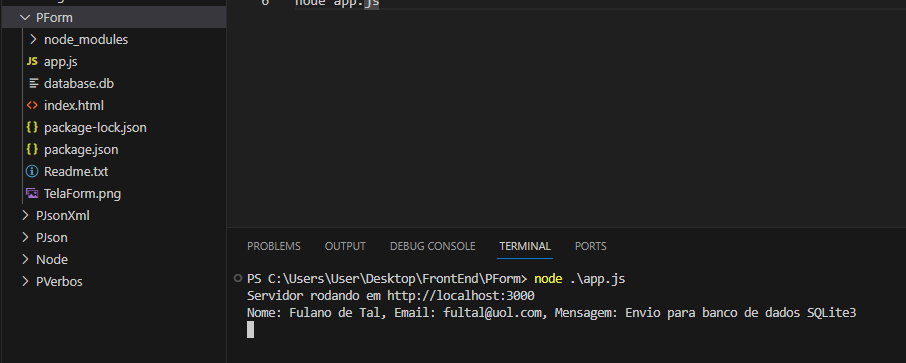 PForm
node_modules
JS app.js
database.db
<> index.html
{} package-lock.json
{} package.json
Readme.txt
TelaForm.png
PJsonXml
PJson
Node
PVerbos
6 node app.js
PROBLEMS OUTPUT DEBUG CONSOLE TERMINAL PORTS
PS C:\Users\User\Desktop\FrontEnd\PForm> node .\app.js
Servidor rodando em http://localhost:3000
Nome: Fulano de Tal, Email: fultal@uol.com, Mensagem: Envio para banco de dados SQLite3